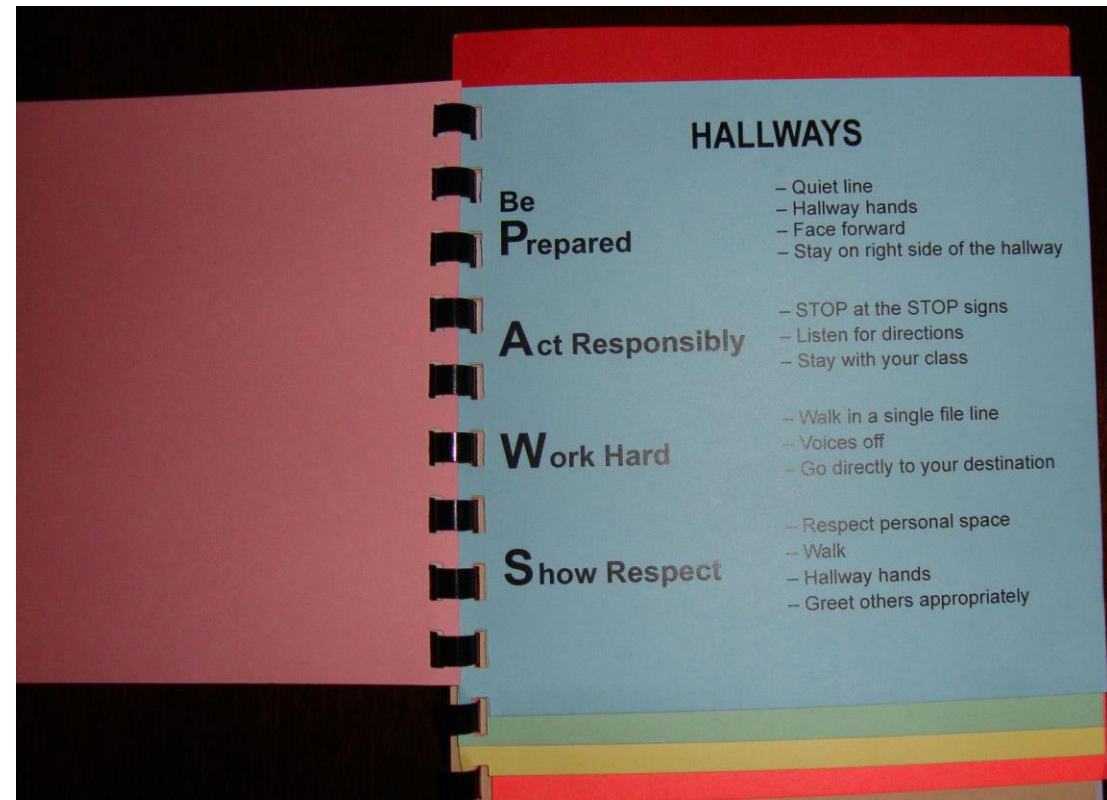 HALLWAYS
Be
Prepared
– Quiet line
– Hallway hands
– Face forward
– Stay on right side of the hallway
Act Responsibly
– STOP at the STOP signs
– Listen for directions
– Stay with your class
Work Hard
– Walk in a single file line
– Voices off
– Go directly to your destination
Show Respect
– Respect personal space
– Walk
– Hallway hands
– Greet others appropriately